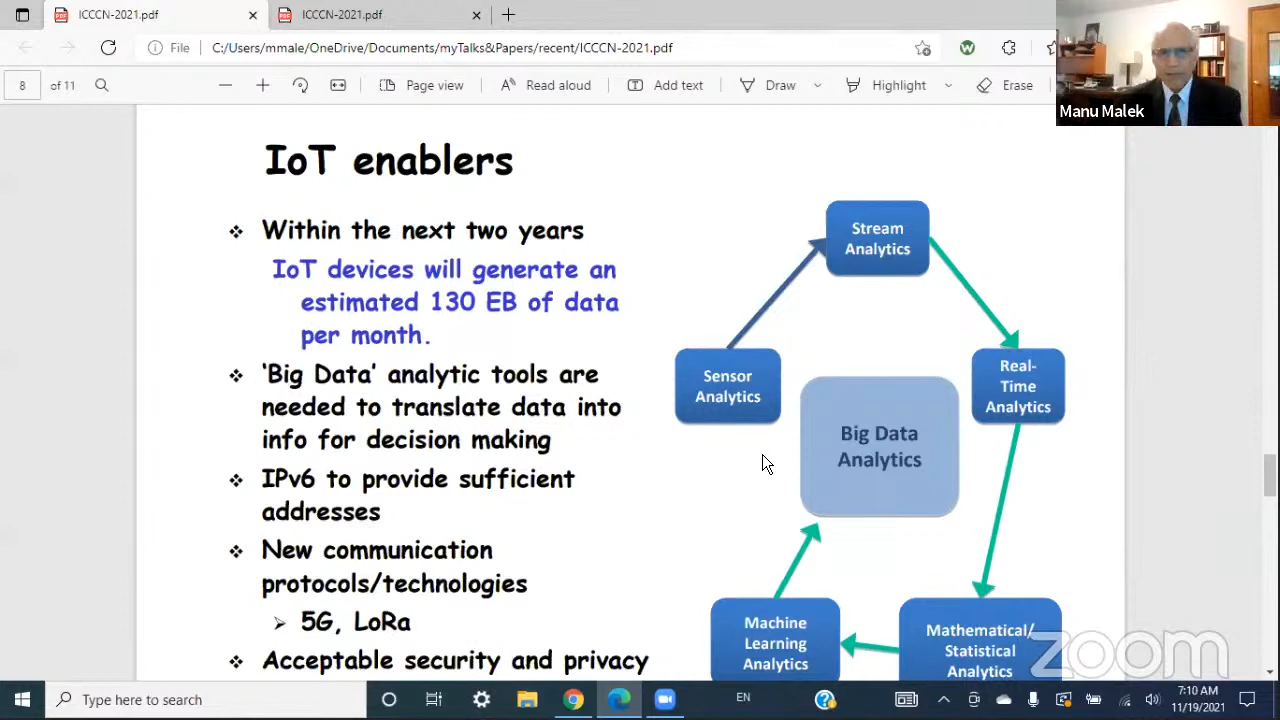 ICCCN-2021.pdf
ICCCN-2021.pdf
File C:/Users/mmale/OneDrive/Documents/myTalks&Papers/recent/ICCCN-2021.pdf
W
8 of 11
Page view
Read aloud
Add text
Draw
Highlight
Erase
Manu Malek
IoT enablers
Within the next two years
IoT devices will generate an
estimated 130 EB of data
per month.
'Big Data' analytic tools are
needed to translate data into
info for decision making
IPv6 to provide sufficient
addresses
New communication
protocols/technologies
5G, LoRa
Acceptable security and privacy
Stream
Analytics
Sensor
Analytics
Real-
Time
Analytics
Big Data
Analytics
Machine
Learning
Analytics
Mathematical/
Statistical
Analytics
zoom
Type here to search
EN
7:10 AM
11/19/2021